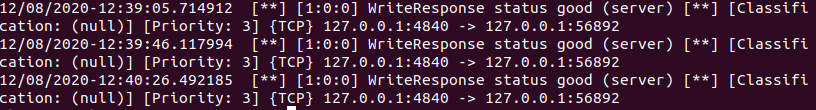 12/08/2020-12:39:05.714912  [**] [1:0:0] WriteResponse status good (server) [**] [Classifi
cation: (null)] [Priority: 3] {TCP} 127.0.0.1:4840 -> 127.0.0.1:56892
12/08/2020-12:39:46.117994  [**] [1:0:0] WriteResponse status good (server) [**] [Classifi
cation: (null)] [Priority: 3] {TCP} 127.0.0.1:4840 -> 127.0.0.1:56892
12/08/2020-12:40:26.492185  [**] [1:0:0] WriteResponse status good (server) [**] [Classifi
cation: (null)] [Priority: 3] {TCP} 127.0.0.1:4840 -> 127.0.0.1:56892